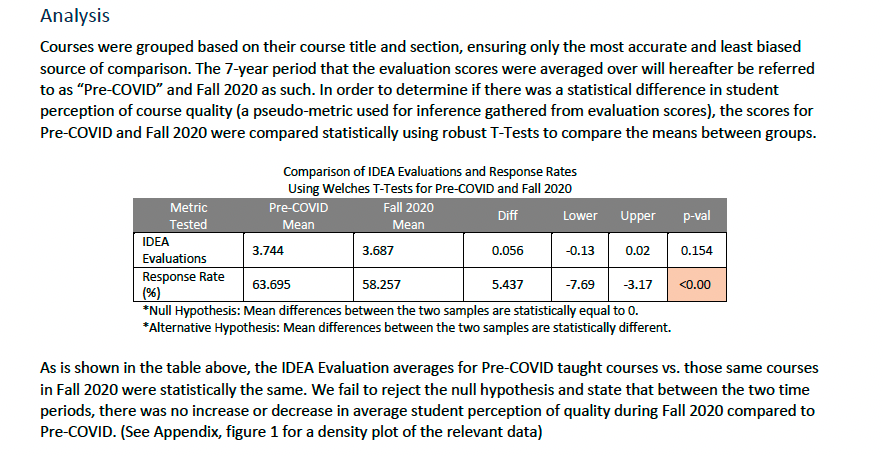 Analysis
Courses were grouped based on their course title and section, ensuring only the most accurate and least biased
source of comparison. The 7-year period that the evaluation scores were averaged over will hereafter be referred
to as “Pre-COVID” and Fall 2020 as such. In order to determine if there was a statistical difference in student
perception of course quality (a pseudo-metric used for inference gathered from evaluation scores), the scores for
Pre-COVID and Fall 2020 were compared statistically using robust T-Tests to compare the means between groups.
Comparison of IDEA Evaluations and Response Rates
Using Welches T-Tests for Pre-COVID and Fall 2020
Metric Tested Pre-COVID Mean Fall 2020 Mean Diff Lower Upper p-val
IDEA Evaluations 3.744 3.687 0.056 -0.13 0.02 0.154
Response Rate (%) 63.695 58.257 5.437 -7.69 -3.17 <0.00
*Null Hypothesis: Mean differences between the two samples are statistically equal to 0.
*Alternative Hypothesis: Mean differences between the two samples are statistically different.
As is shown in the table above, the IDEA Evaluation averages for Pre-COVID taught courses vs. those same courses
in Fall 2020 were statistically the same. We fail to reject the null hypothesis and state that between the two time
periods, there was no increase or decrease in average student perception of quality during Fall 2020 compared to
Pre-COVID. (See Appendix, figure 1 for a density plot of the relevant data)